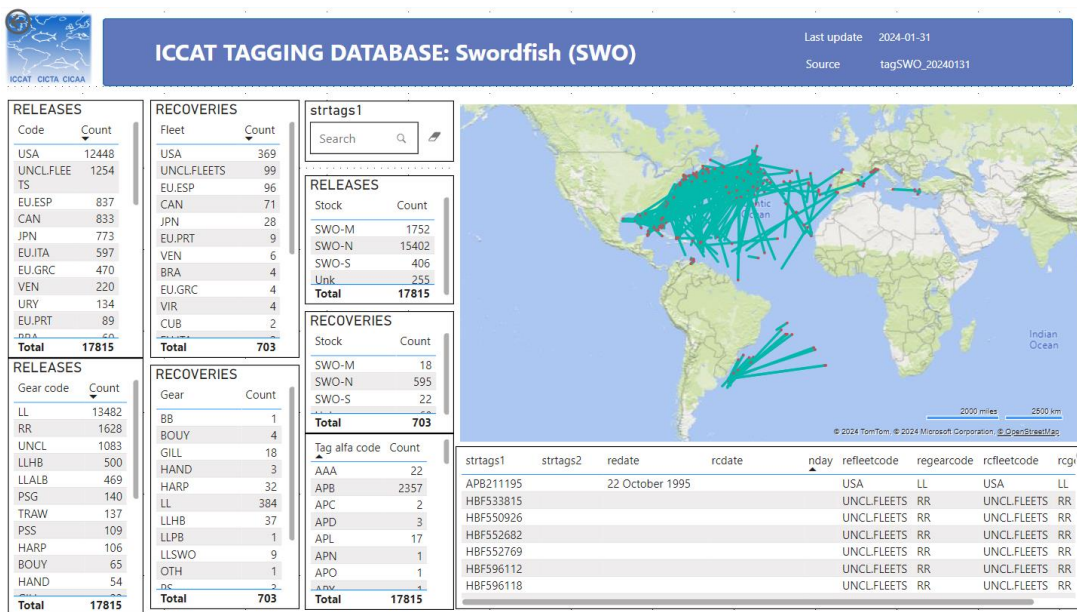 ICCAT CICTA CICAA
ICCAT TAGGING DATABASE: Swordfish (SWO)
Last update 2024-01-31
Source tagSWO_20240131
RELEASES
Code Count
USA 12448
UNCL.FLEE
TS 1254
EU.ESP 837
CAN 833
JPN 773
EU.ITA 597
EU.GRC 470
VEN 220
URY 134
EU.PRT 89
Total 17815
RELEASES
Gear code Count
LL 13482
RR 1628
UNCL 1083
LLHB 500
LLALB 469
PSG 140
TRAW 137
PSS 109
HARP 106
BOUY 65
HAND 54
Total 17815
RECOVERIES
Fleet Count
USA 369
UNCL.FLEETS 99
EU.ESP 96
CAN 71
JPN 28
EU.PRT 9
VEN 6
BRA 4
EU.GRC 4
VIR 4
CUB 2
Total 703
RECOVERIES
Gear Count
BB 1
BOUY 4
GILL 18
HAND 3
HARP 32
LL 384
LLHB 37
LLPB 1
LLSWO 9
OTH 1
Total 703
strtags1
Search
RELEASES
Stock Count
SWO-M 1752
SWO-N 15402
SWO-S 406
Unk 255
Total 17815
RECOVERIES
Stock Count
SWO-M 18
SWO-N 595
SWO-S 22
Total 703
Tag alfa code Count
AAA 22
APB 2357
APC 2
APD 3
APL 17
APN 1
APO 1
Total 17815
Ocean
Indian
Ocean
2000 miles 2500 km
© 2024 TomTom, © 2024 Microsoft Corporation, © OpenStreetMap
strtags1 strtags2 redate rcdate nday refleetcode regearcode rcfleetcode
APB211195 22 October 1995 USA LL USA LL
HBF533815 UNCL.FLEETS RR UNCL.FLEETS RR
HBF550926 UNCL.FLEETS RR UNCL.FLEETS RR
HBF552682 UNCL.FLEETS RR UNCL.FLEETS RR
HBF552769 UNCL.FLEETS RR UNCL.FLEETS RR
HBF596112 UNCL.FLEETS RR UNCL.FLEETS RR
HBF596118 UNCL.FLEETS RR UNCL.FLEETS RR